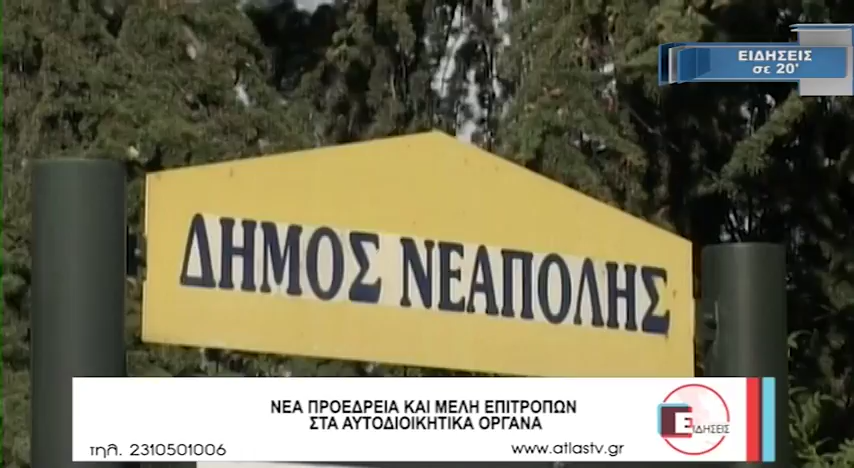 ΕΙΔΗΣΕΙΣ
σε 20'
ΔΗΜΟΣ ΝΕΑΠΟΛΗΣ
ΝΕΑ ΠΡΟΕΔΡΕΙΑ ΚΑΙ ΜΕΛΗ ΕΠΙΤΡΟΠΩΝ
ΣΤΑ ΑΥΤΟΔΙΟΙΚΗΤΙΚΑ ΟΡΓΑΝΑ
ΕΙΔΗΣΕΙΣ
τηλ. 2310501006
www.atlastv.gr